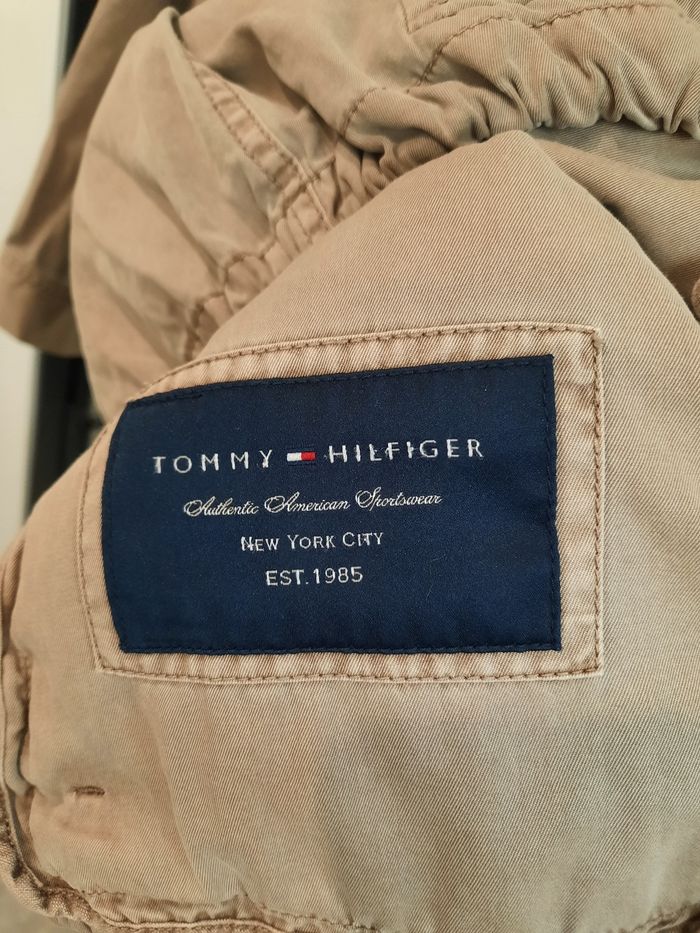 TOMMY HILFIGER
Authentic American Sportswear
NEW YORK CITY
EST. 1985